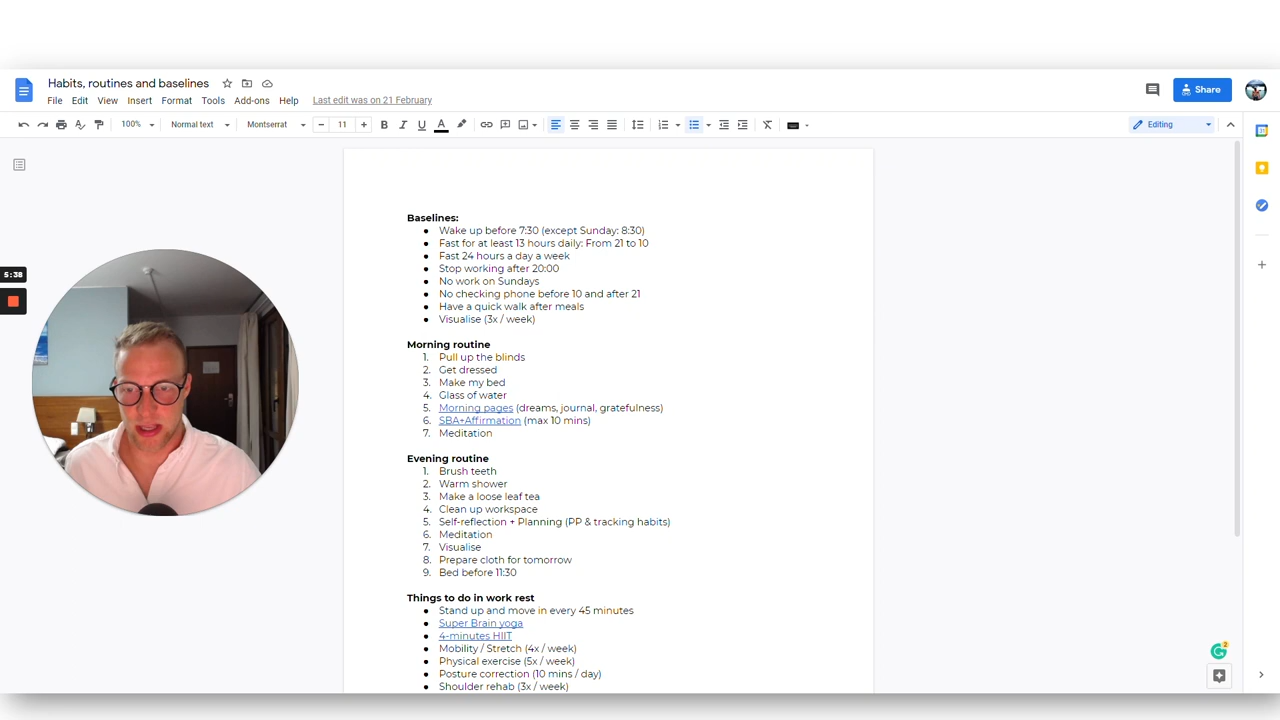 Habits, routines and baselines
File Edit View Insert Format Tools Add-ons Help Last edit was on 21 February
Share
100% Normal text Montserrat 11 B I U A Editing
5:38
Baselines:
● Wake up before 7:30 (except Sunday: 8:30)
● Fast for at least 13 hours daily: From 21 to 10
● Fast 24 hours a day a week
● Stop working after 20:00
● No work on Sundays
● No checking phone before 10 and after 21
● Have a quick walk after meals
● Visualise (3x / week)
Morning routine
1. Pull up the blinds
2. Get dressed
3. Make my bed
4. Glass of water
5. Morning pages (dreams, journal, gratefulness)
6. SBA+Affirmation (max 10 mins)
7. Meditation
Evening routine
1. Brush teeth
2. Warm shower
3. Make a loose leaf tea
4. Clean up workspace
5. Self-reflection + Planning (PP & tracking habits)
6. Meditation
7. Visualise
8. Prepare cloth for tomorrow
9. Bed before 11:30
Things to do in work rest
● Stand up and move in every 45 minutes
● Super Brain yoga
● 4-minutes HIIT
● Mobility / Stretch (4x / week)
● Physical exercise (5x / week)
● Posture correction (10 mins / day)
● Shoulder rehab (3x / week)